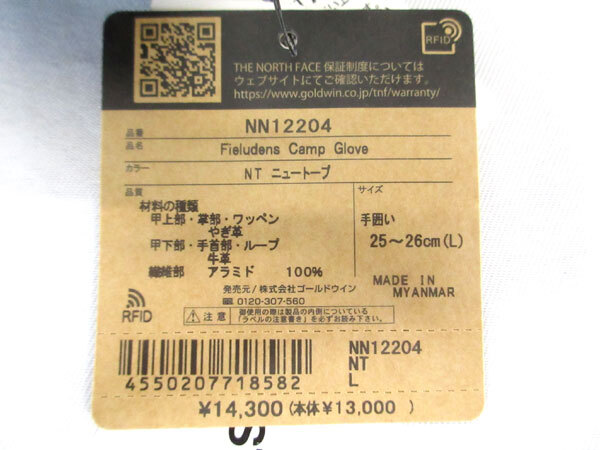 RFID
THE NORTH FACE 保証制度については
ウェブサイトにてご確認いただけます。
https://www.goldwin.co.jp/tnf/warranty/
品番 NN12204
品名 Fieludens Camp Glove
カラー NT ニュートープ
品質
材料の種類
甲上部・掌部・ワッペン
やぎ革
甲下部・手首部・ループ
牛革
繊維部 アラミド 100%
サイズ
手囲い
25〜26cm(L)
MADE IN
MYANMAR
RFID
発売元/株式会社ゴールドウイン
0120-307-560
注意 御使用の際は製品の内側についている
「ラベルの注意書き」を必ずお読み下さい。
4550207718582
NN12204
NT
L
¥14,300(本体¥13,000 )
S